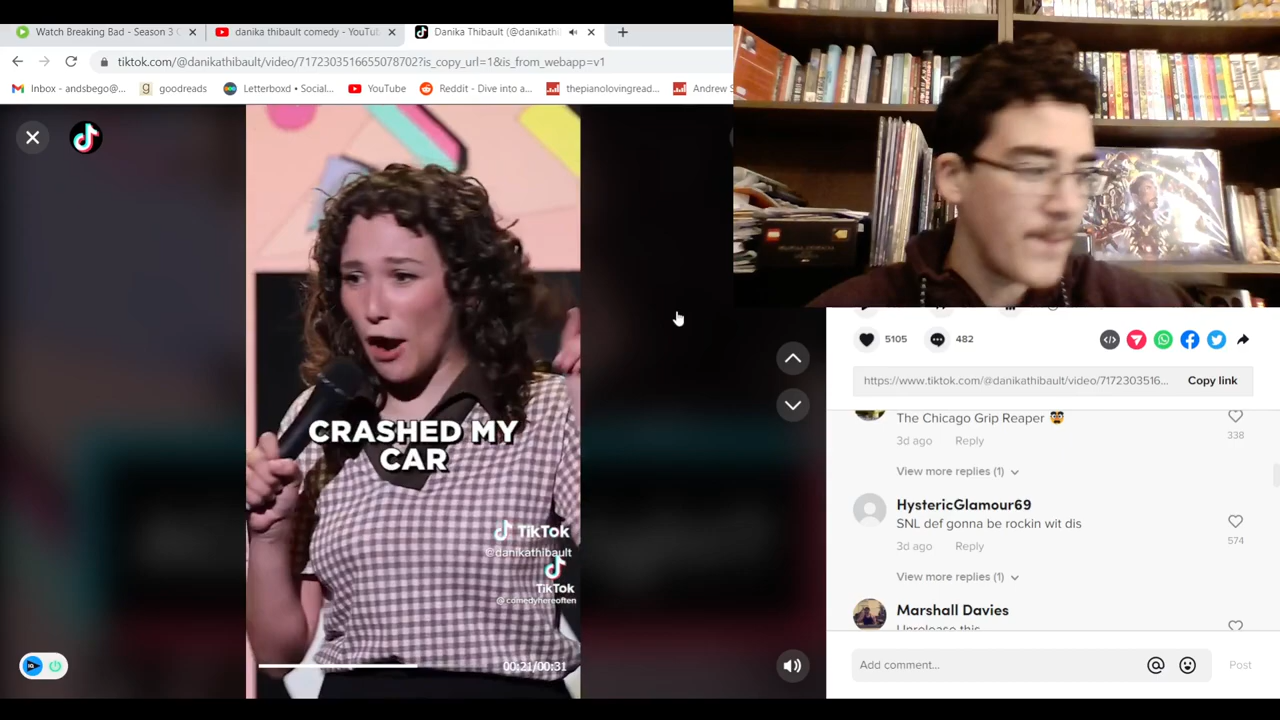 Watch Breaking Bad - Season 3
danika thibault comedy - YouTu
Danika Thibault (@danikath
tiktok.com/@danikathibault/video/7172303516655078702?is_copy_url=1&is_from_webapp=v1
Inbox - andsbego@...
goodreads
Letterboxd • Social...
YouTube
Reddit - Dive into a...
thepianolovingread...
Andrew S
CRASHED MY
CAR
TikTok
@danikathibault
TikTok
@comedyhereoften
00:21/00:31
5105
482
https://www.tiktok.com/@danikathibault/video/7172303516...
Copy link
The Chicago Grip Reaper
338
3d ago
Reply
View more replies (1)
HystericGlamour69
SNL def gonna be rockin wit dis
574
3d ago
Reply
View more replies (1)
Marshall Davies
Unrelease this
Add comment...
Post